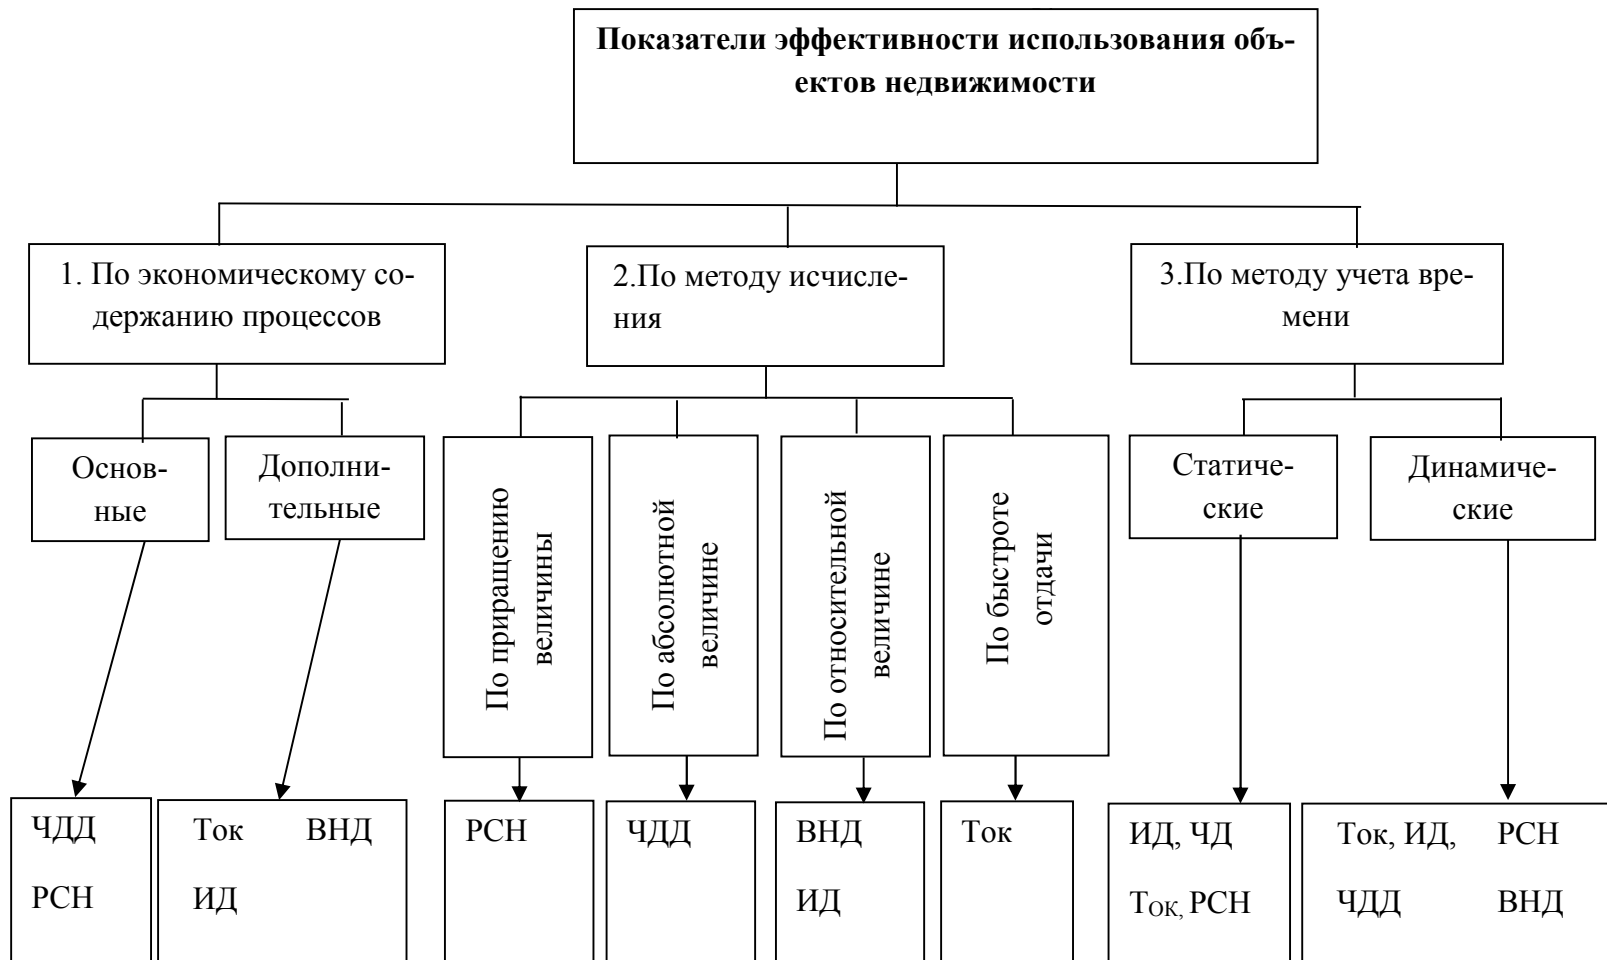 Показатели эффективности использования объ-
ектов недвижимости
1. По экономическому со-
держанию процессов
2.По методу исчисле-
ния
3.По методу учета вре-
мени
Основ-
ные
Дополни-
тельные
По приращению
величины
По абсолютной
величине
По относительной
величине
По быстроте
отдачи
Статиче-
ские
Динамиче-
ские
ЧДД
РСН
Ток ВНД
ИД
РСН
ЧДД
ВНД
ИД
Ток
ИД, ЧД
ТОК, РСН
Ток, ИД, РСН
ЧДД ВНД